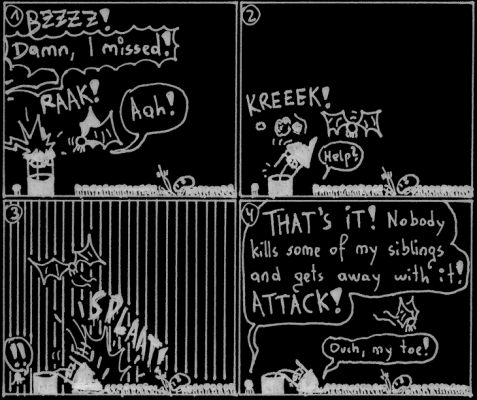 1
BZZZZ!
Damn, I missed!
RAAK!
Aah!
2
KREEEK!
Help?
3
SPLAAT!
!!
4
THAT'S iT! Nobody
kills some of my siblings
and gets away with it!
ATTACK!
Ouch, my toe!